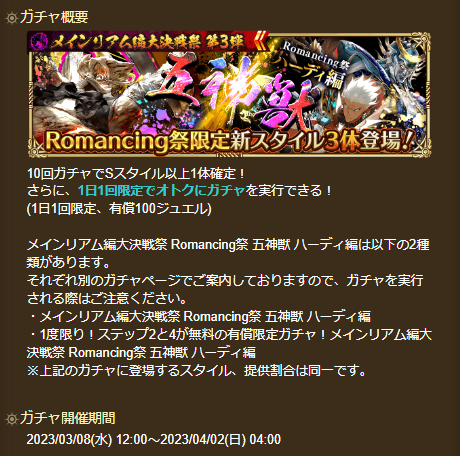 ガチャ概要
メインリアム編大決戦祭 第3弾
Romancing祭
ハーディ編
五神獣
Romancing祭限定新スタイル3体登場!
10回ガチャでSスタイル以上1体確定!
さらに、1日1回限定でオトクにガチャを実行できる!
(1日1回限定、有償100ジュエル)
メインリアム編大決戦祭 Romancing祭 五神獣 ハーディ編は以下の2種
類があります。
それぞれ別のガチャページでご案内しておりますので、ガチャを実行
される際はご注意ください。
・メインリアム編大決戦祭 Romancing祭 五神獣 ハーディ編
・1度限り!ステップ2と4が無料の有償限定ガチャ!メインリアム編大
決戦祭 Romancing祭 五神獣 ハーディ編
※上記のガチャに登場するスタイル、提供割合は同一です。
ガチャ開催期間
2023/03/08(水) 12:00～2023/04/02(日) 04:00